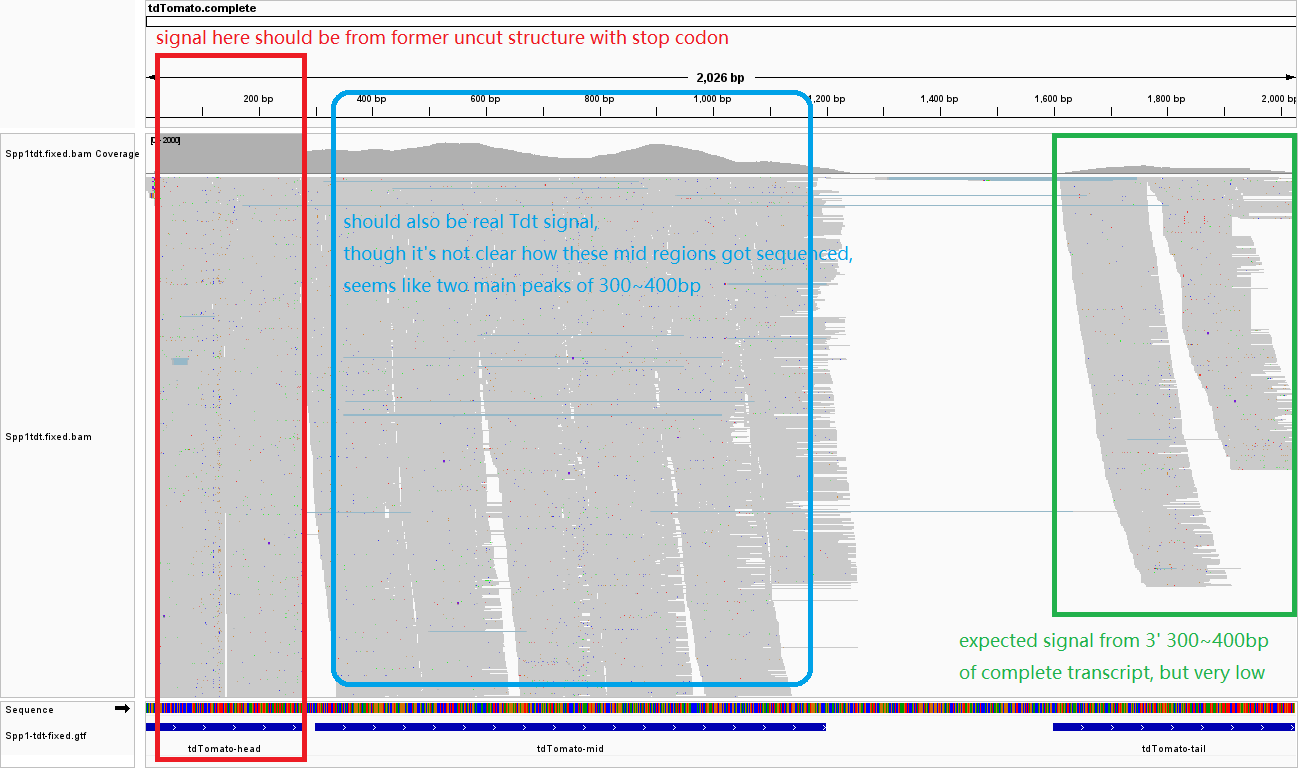 tdTomato.complete
signal here should be from former uncut structure with stop codon
2,026 bp
200 bp
400 bp
600 bp
800 bp
1,000 bp
1,200 bp
1,400 bp
1,600 bp
1,800 bp
2,000 bp
Spp1tdt.fixed.bam Coverage
should also be real Tdt signal,
though it's not clear how these mid regions got sequenced,
seems like two main peaks of 300~400bp
Spp1tdt.fixed.bam
expected signal from 3' 300~400bp
of complete transcript, but very low
Sequence
Spp1-tdt-fixed.gtf
tdTomato-head
tdTomato-mid
tdTomato-tail